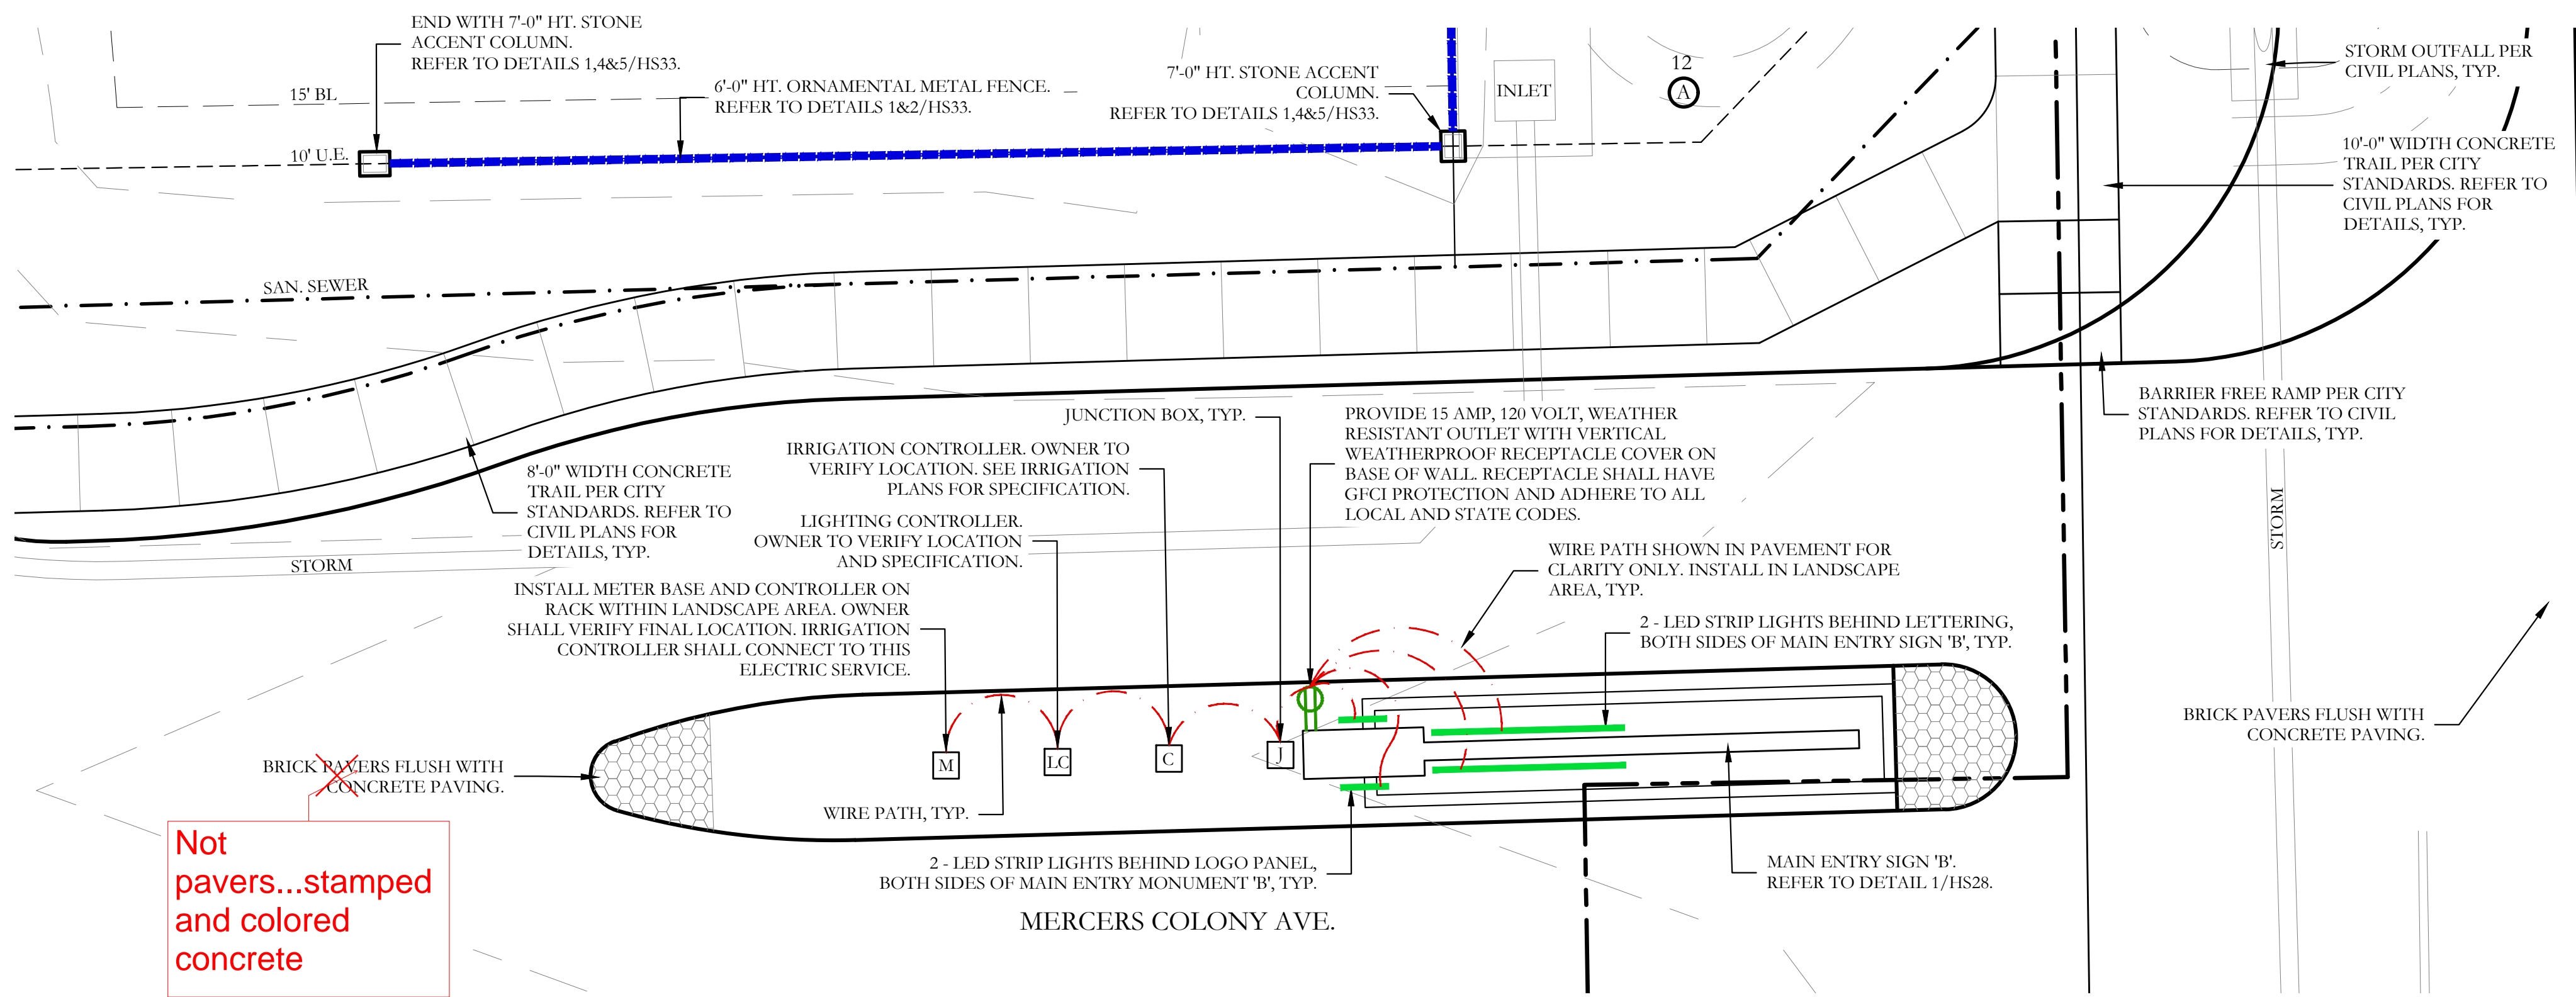 END WITH 7'-0" HT. STONE
ACCENT COLUMN.
REFER TO DETAILS 1,4&5/HS33.
15' BL
10' U.E.
6'-0" HT. ORNAMENTAL METAL FENCE.
REFER TO DETAILS 1&2/HS33.
7'-0" HT. STONE ACCENT
COLUMN.
REFER TO DETAILS 1,4&5/HS33.
INLET
12
A
STORM OUTFALL PER
CIVIL PLANS, TYP.
10'-0" WIDTH CONCRETE
TRAIL PER CITY
STANDARDS. REFER TO
CIVIL PLANS FOR
DETAILS, TYP.
SAN. SEWER
8'-0" WIDTH CONCRETE
TRAIL PER CITY
STANDARDS. REFER TO
CIVIL PLANS FOR
DETAILS, TYP.
STORM
JUNCTION BOX, TYP.
IRRIGATION CONTROLLER. OWNER TO
VERIFY LOCATION. SEE IRRIGATION
PLANS FOR SPECIFICATION.
LIGHTING CONTROLLER.
OWNER TO VERIFY LOCATION
AND SPECIFICATION.
INSTALL METER BASE AND CONTROLLER ON
RACK WITHIN LANDSCAPE AREA. OWNER
SHALL VERIFY FINAL LOCATION. IRRIGATION
CONTROLLER SHALL CONNECT TO THIS
ELECTRIC SERVICE.
PROVIDE 15 AMP, 120 VOLT, WEATHER
RESISTANT OUTLET WITH VERTICAL
WEATHERPROOF RECEPTACLE COVER ON
BASE OF WALL. RECEPTACLE SHALL HAVE
GFCI PROTECTION AND ADHERE TO ALL
LOCAL AND STATE CODES.
WIRE PATH SHOWN IN PAVEMENT FOR
CLARITY ONLY. INSTALL IN LANDSCAPE
AREA, TYP.
2 - LED STRIP LIGHTS BEHIND LETTERING,
BOTH SIDES OF MAIN ENTRY SIGN 'B', TYP.
BARRIER FREE RAMP PER CITY
STANDARDS. REFER TO CIVIL
PLANS FOR DETAILS, TYP.
STORM
BRICK PAVERS FLUSH WITH
CONCRETE PAVING.
BRICK PAVERS FLUSH WITH
CONCRETE PAVING.
M
LC
C
J
WIRE PATH, TYP.
2 - LED STRIP LIGHTS BEHIND LOGO PANEL,
BOTH SIDES OF MAIN ENTRY MONUMENT 'B', TYP.
MAIN ENTRY SIGN 'B'.
REFER TO DETAIL 1/HS28.
MERCERS COLONY AVE.
Not
pavers...stamped
and colored
concrete